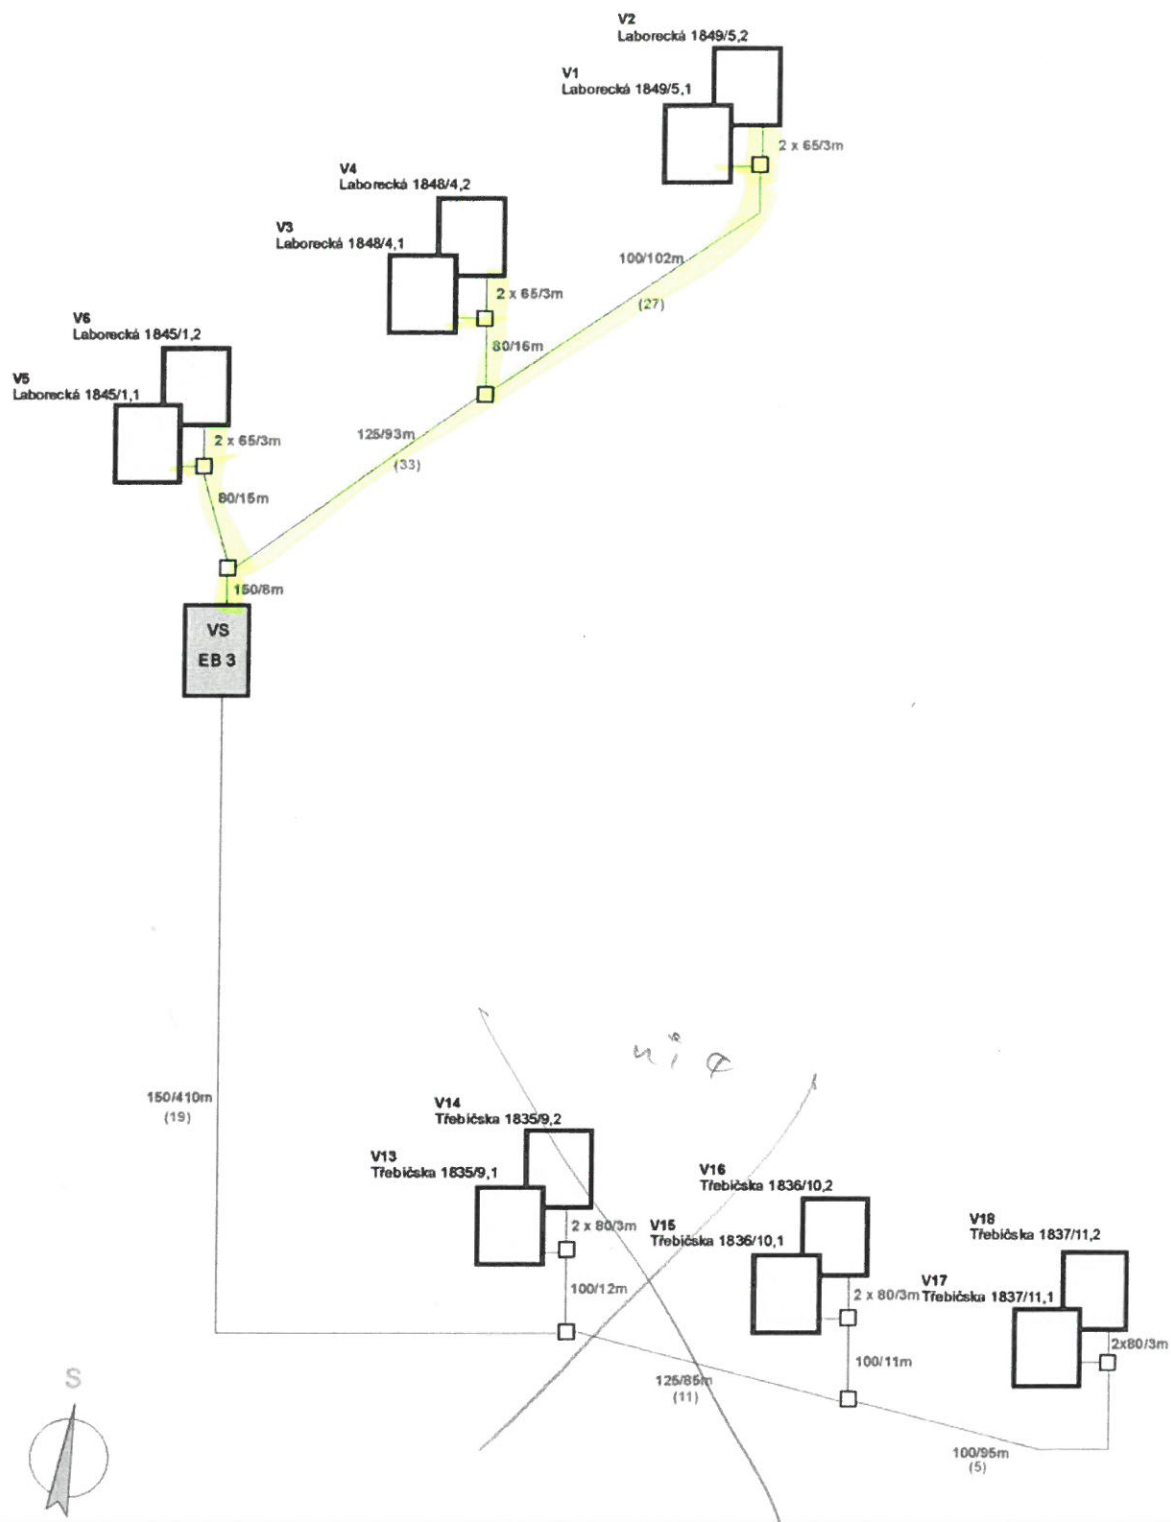 V2
Laborecká 1849/5,2
V1
Laborecká 1849/5,1
2 x 65/3m
V4
Laborecká 1848/4,2
V3
Laborecká 1848/4,1
100/102m
2 x 65/3m
(27)
V6
Laborecká 1845/1,2
80/16m
V5
Laborecká 1845/1,1
125/93m
2 x 65/3m
(33)
80/15m
150/8m
VS
EB 3
150/410m
(19)
V14
Třebíčska 1835/9,2
V13
Třebíčska 1835/9,1
V16
Třebíčska 1836/10,2
2 x 80/3m
V15
Třebíčska 1836/10,1
V18
Třebíčska 1837/11,2
100/12m
2 x 80/3m
V17
Třebíčska 1837/11,1
2x80/3m
100/11m
125/85m
(11)
S
100/95m
(5)